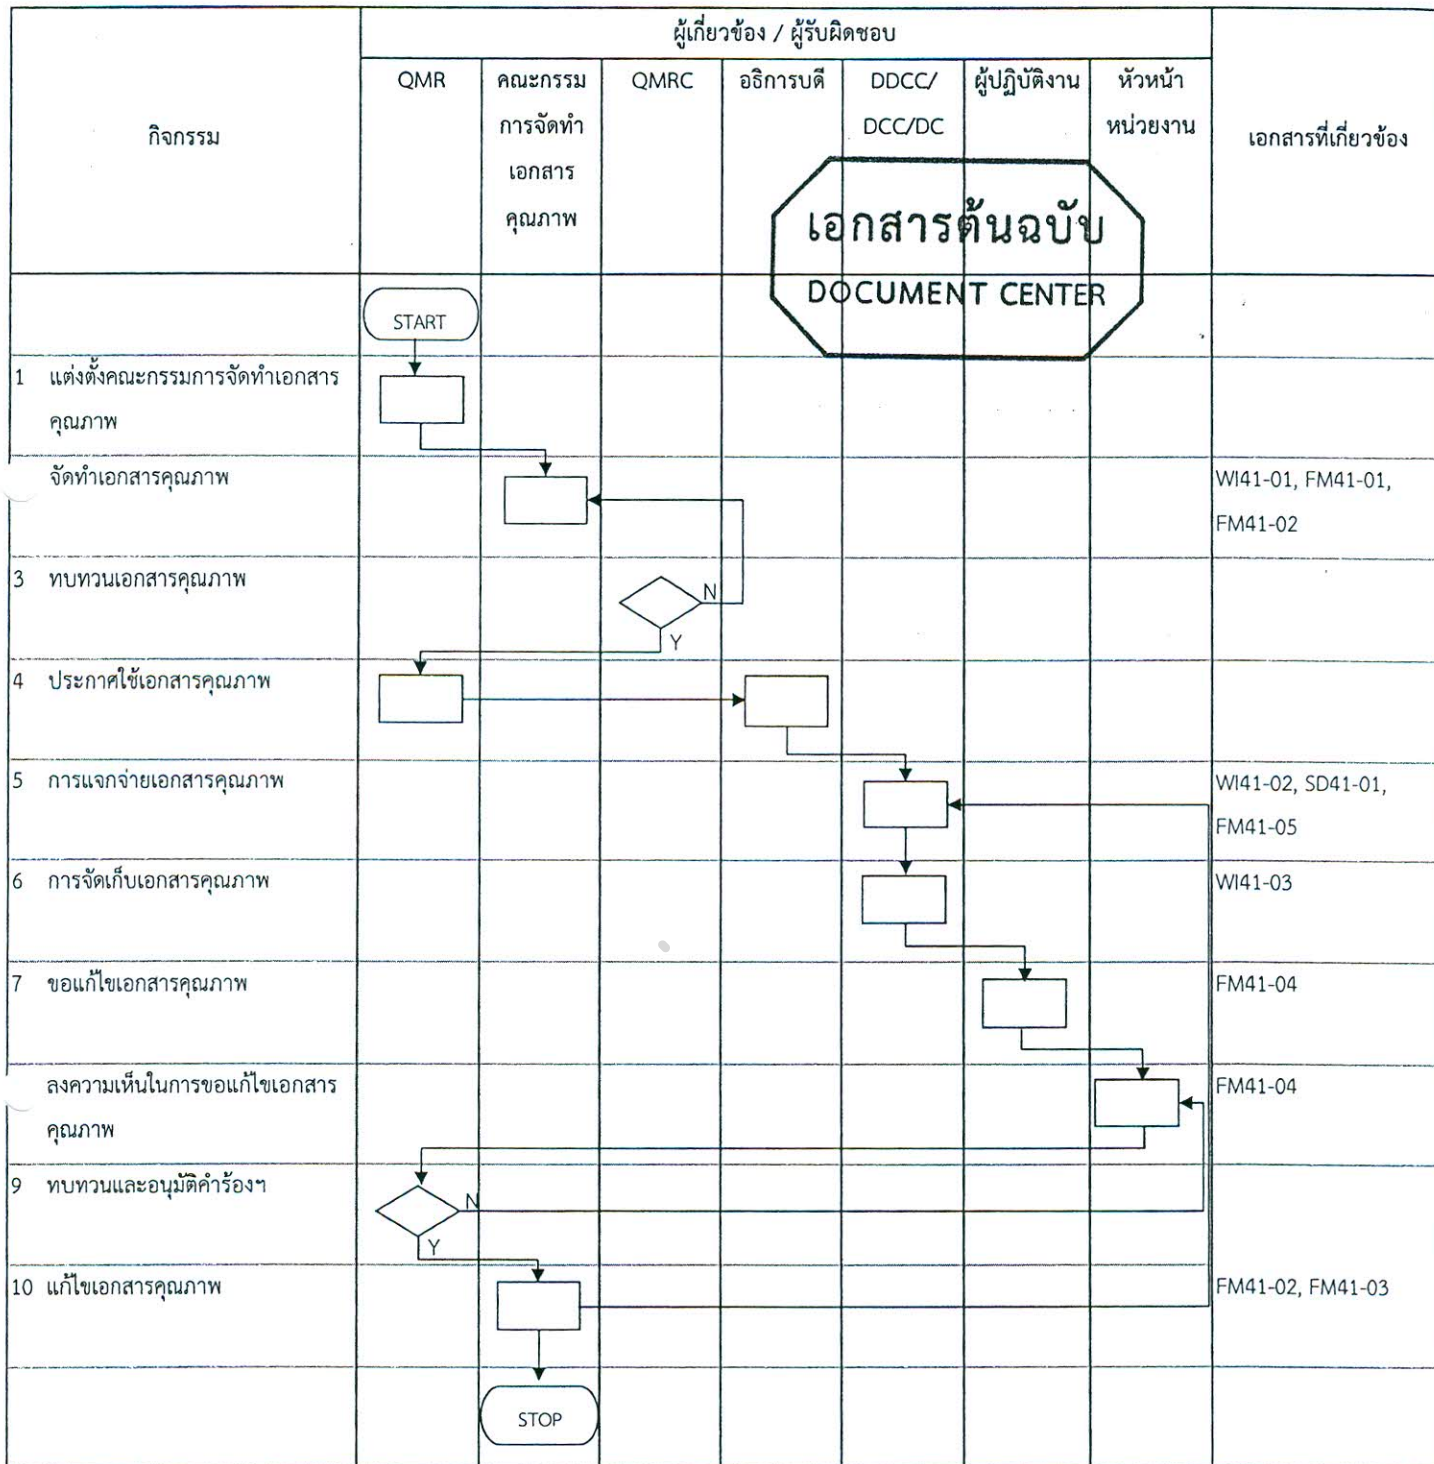 ผู้เกี่ยวข้อง / ผู้รับผิดชอบ
กิจกรรม
QMR
คณะกรรม
การจัดทำ
เอกสาร
คุณภาพ
QMRC
อธิการบดี
DDCC/
DCC/DC
ผู้ปฏิบัติงาน
หัวหน้า
หน่วยงาน
เอกสารที่เกี่ยวข้อง
เอกสารต้นฉบับ
DOCUMENT CENTER
START
1 แต่งตั้งคณะกรรมการจัดทำเอกสาร
คุณภาพ
จัดทำเอกสารคุณภาพ
WI41-01, FM41-01,
FM41-02
3 ทบทวนเอกสารคุณภาพ
N
Y
4 ประกาศใช้เอกสารคุณภาพ
5 การแจกจ่ายเอกสารคุณภาพ
WI41-02, SD41-01,
FM41-05
6 การจัดเก็บเอกสารคุณภาพ
WI41-03
7 ขอแก้ไขเอกสารคุณภาพ
FM41-04
ลงความเห็นในการขอแก้ไขเอกสาร
คุณภาพ
FM41-04
9 ทบทวนและอนุมัติคำร้องฯ
N
Y
10 แก้ไขเอกสารคุณภาพ
FM41-02, FM41-03
STOP